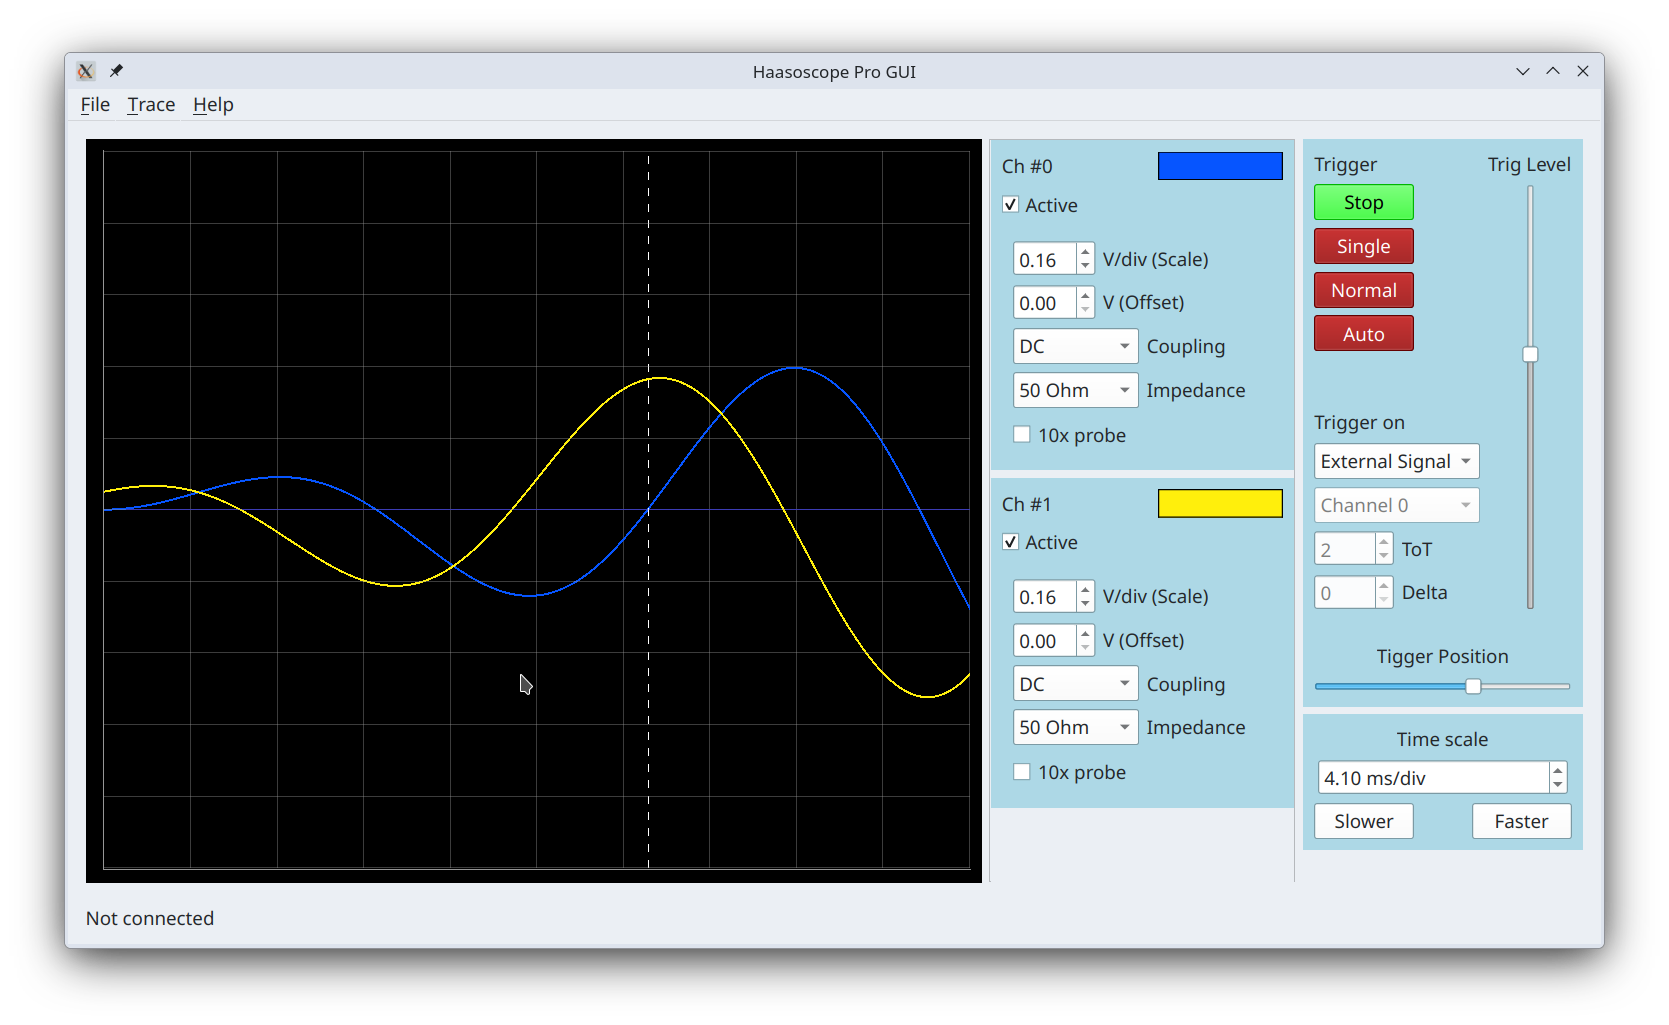 Haasoscope Pro GUI
File Trace Help
Ch #0
Active
0.16 V/div (Scale)
0.00 V (Offset)
DC Coupling
50 Ohm Impedance
10x probe
Ch #1
Active
0.16 V/div (Scale)
0.00 V (Offset)
DC Coupling
50 Ohm Impedance
10x probe
Trigger Trig Level
Stop
Single
Normal
Auto
Trigger on
External Signal
Channel 0
2 ToT
0 Delta
Tigger Position
Time scale
4.10 ms/div
Slower Faster
Not connected